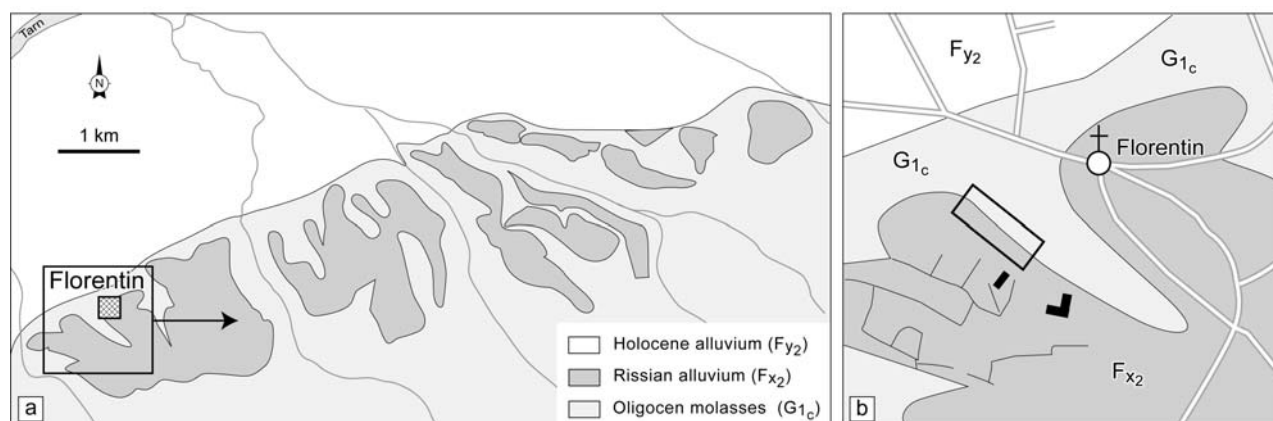 Tarn
N
1 km
Florentin
Holocene alluvium (Fy2)
Rissian alluvium (Fx2)
Oligocen molasses (G1c)
a
Fy2
G1c
Florentin
G1c
Fx2
b